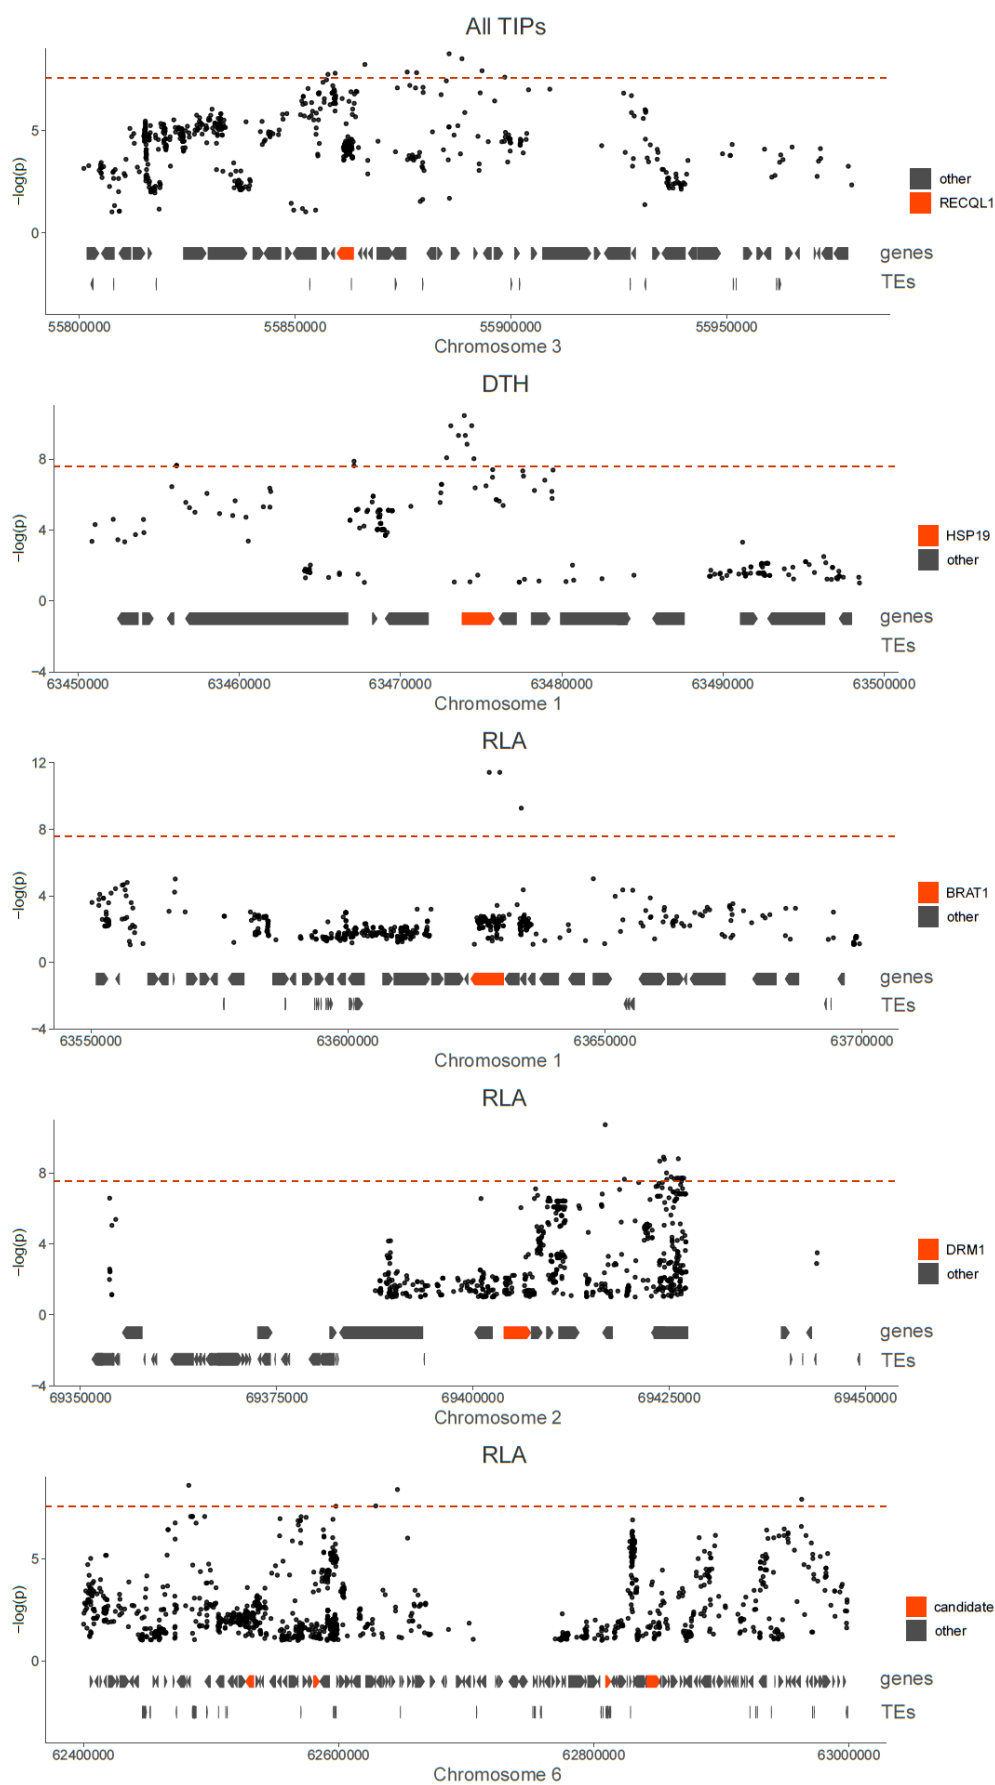 All TIPs
5
0
−log(p)
other
RECQL1
genes
TEs
55800000 55850000 55900000 55950000
Chromosome 3
DTH
8
4
0
−4
−log(p)
HSP19
other
genes
TEs
63450000 63460000 63470000 63480000 63490000 63500000
Chromosome 1
RLA
12
8
4
0
−4
−log(p)
BRAT1
other
genes
TEs
63550000 63600000 63650000 63700000
Chromosome 1
RLA
8
4
0
−4
−log(p)
DRM1
other
genes
TEs
69350000 69375000 69400000 69425000 69450000
Chromosome 2
RLA
5
0
−log(p)
candidate
other
genes
TEs
62400000 62600000 62800000 63000000
Chromosome 6